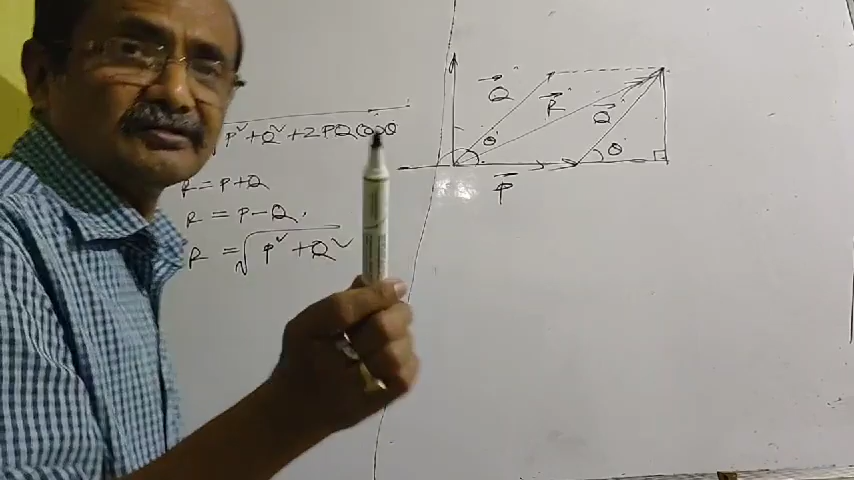 √P²+Q²+2PQ Cosθ
R = P+Q
R = P-Q.
R = √P²+Q²
Q⃗
R⃗
Q⃗
θ
θ
P⃗